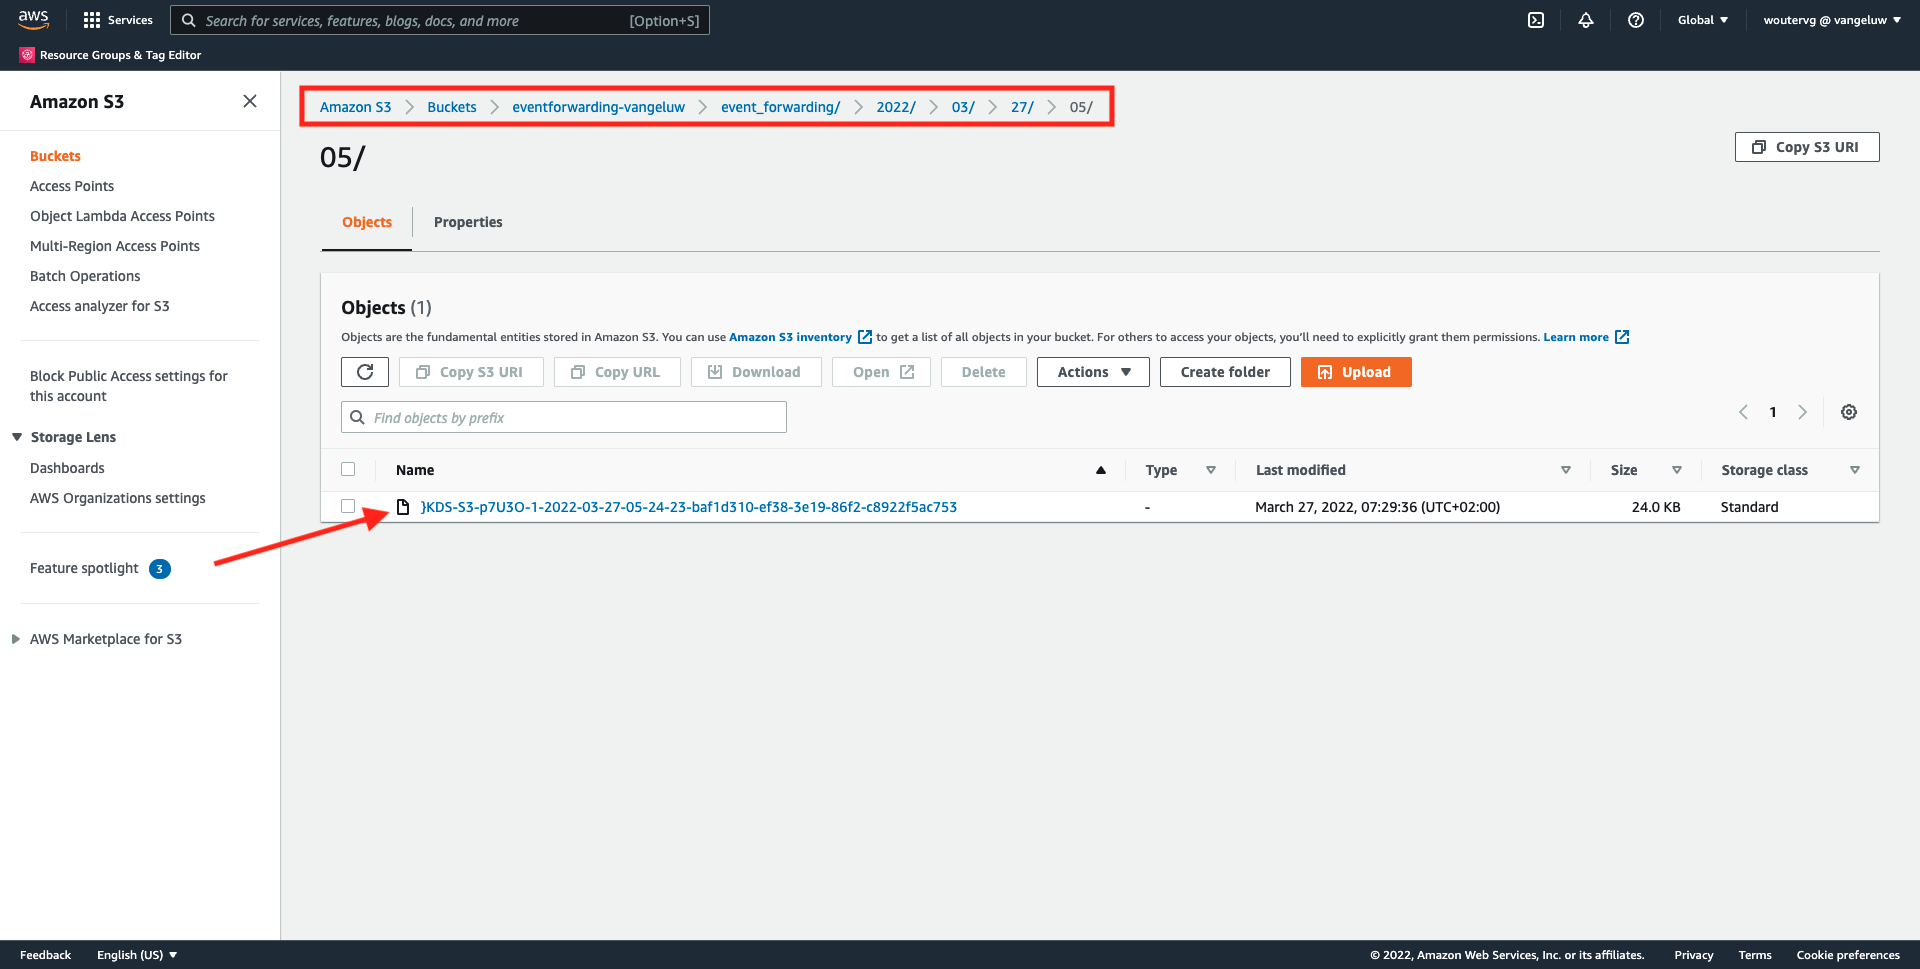 aws Services Search for services, features, blogs, docs, and more [Option+S] Global woutervg @ vangeluw
Resource Groups & Tag Editor
Amazon S3
Buckets
Access Points
Object Lambda Access Points
Multi-Region Access Points
Batch Operations
Access analyzer for S3
Block Public Access settings for
this account
Storage Lens
Dashboards
AWS Organizations settings
Feature spotlight 3
AWS Marketplace for S3
Amazon S3 Buckets eventforwarding-vangeluw event_forwarding/ 2022/ 03/ 27/ 05/
05/
Copy S3 URI
Objects Properties
Objects (1)
Objects are the fundamental entities stored in Amazon S3. You can use Amazon S3 inventory to get a list of all objects in your bucket. For others to access your objects, you'll need to explicitly grant them permissions. Learn more
Copy S3 URI Copy URL Download Open Delete Actions Create folder Upload
Find objects by prefix
1
Name Type Last modified Size Storage class
}KDS-S3-p7U3O-1-2022-03-27-05-24-23-baf1d310-ef38-3e19-86f2-c8922f5ac753 - March 27, 2022, 07:29:36 (UTC+02:00) 24.0 KB Standard
Feedback English (US) © 2022, Amazon Web Services, Inc. or its affiliates. Privacy Terms Cookie preferences